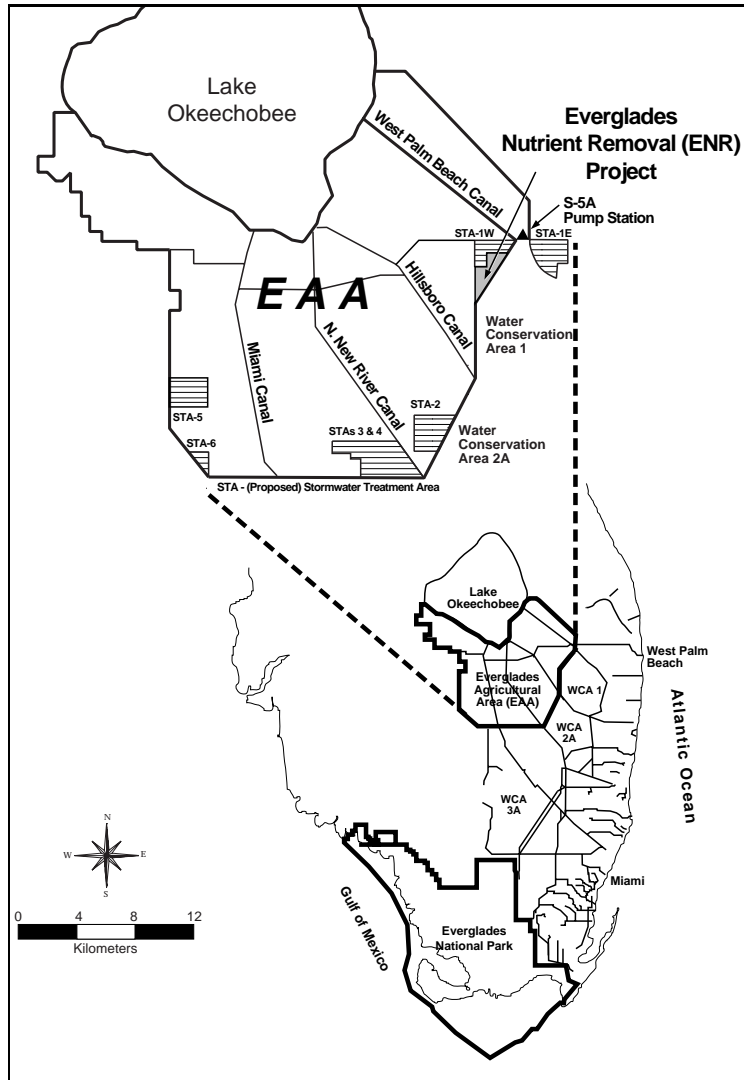 Lake
Okeechobee
West Palm Beach Canal
Everglades
Nutrient Removal (ENR)
Project
S-5A
Pump Station
STA-1W
STA-1E
EAA
Hillsboro Canal
Water
Conservation
Area 1
Miami Canal
N. New River Canal
STA-5
STA-2
STA-6
STAs 3 & 4
Water
Conservation
Area 2A
STA - (Proposed) Stormwater Treatment Area
Lake
Okeechobee
West Palm
Beach
Everglades
Agricultural
Area (EAA)
WCA 1
WCA
2A
Atlantic Ocean
WCA
3A
N
W
E
S
Miami
0 4 8 12
Kilometers
Gulf of Mexico
Everglades
National Park